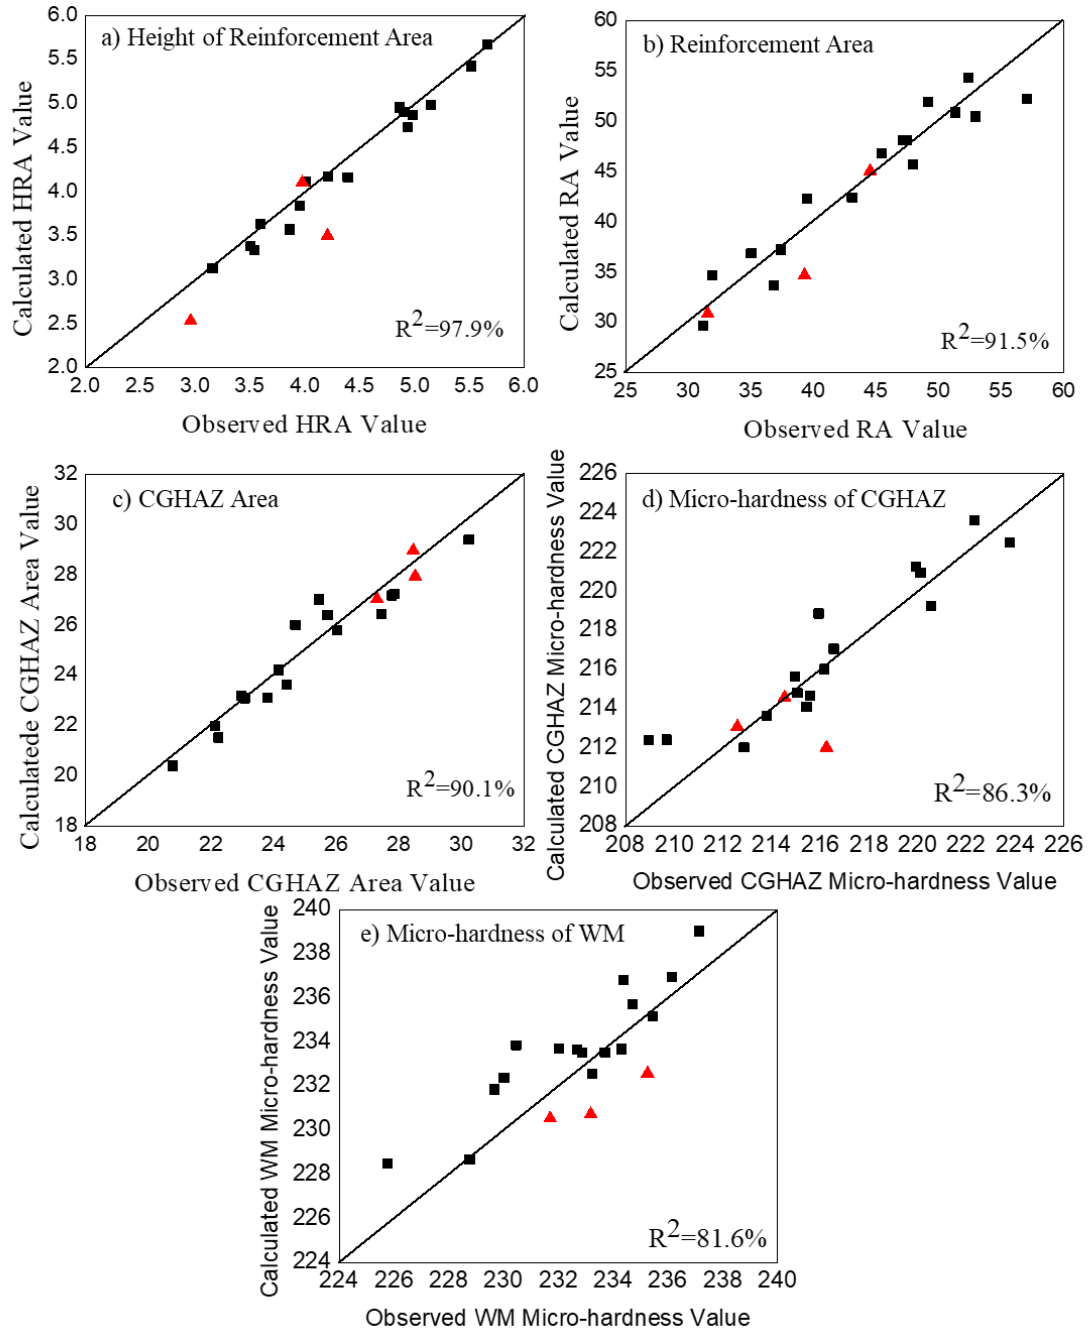 a) Height of Reinforcement Area
Calculated HRA Value
6.0
5.0
4.5
4.0
3.5
3.0
2.5
2.0
R²=97.9%
2.0 2.5 3.0 3.5 4.0 4.5 5.0 5.5 6.0
Observed HRA Value
b) Reinforcement Area
Calculated RA Value
60
55
50
45
40
35
30
25
R²=91.5%
25 30 35 40 45 50 55 60
Observed RA Value
c) CGHAZ Area
Calculatede CGHAZ Area Value
32
30
28
26
24
22
20
18
R²=90.1%
18 20 22 24 26 28 30 32
Observed CGHAZ Area Value
d) Micro-hardness of CGHAZ
Calculated CGHAZ Micro-hardness Value
226
224
222
220
218
216
214
212
210
208
R²=86.3%
208 210 212 214 216 218 220 222 224 226
Observed CGHAZ Micro-hardness Value
e) Micro-hardness of WM
Calculated WM Micro-hardness Value
240
238
236
234
232
230
228
226
224
R²=81.6%
224 226 228 230 232 234 236 238 240
Observed WM Micro-hardness Value